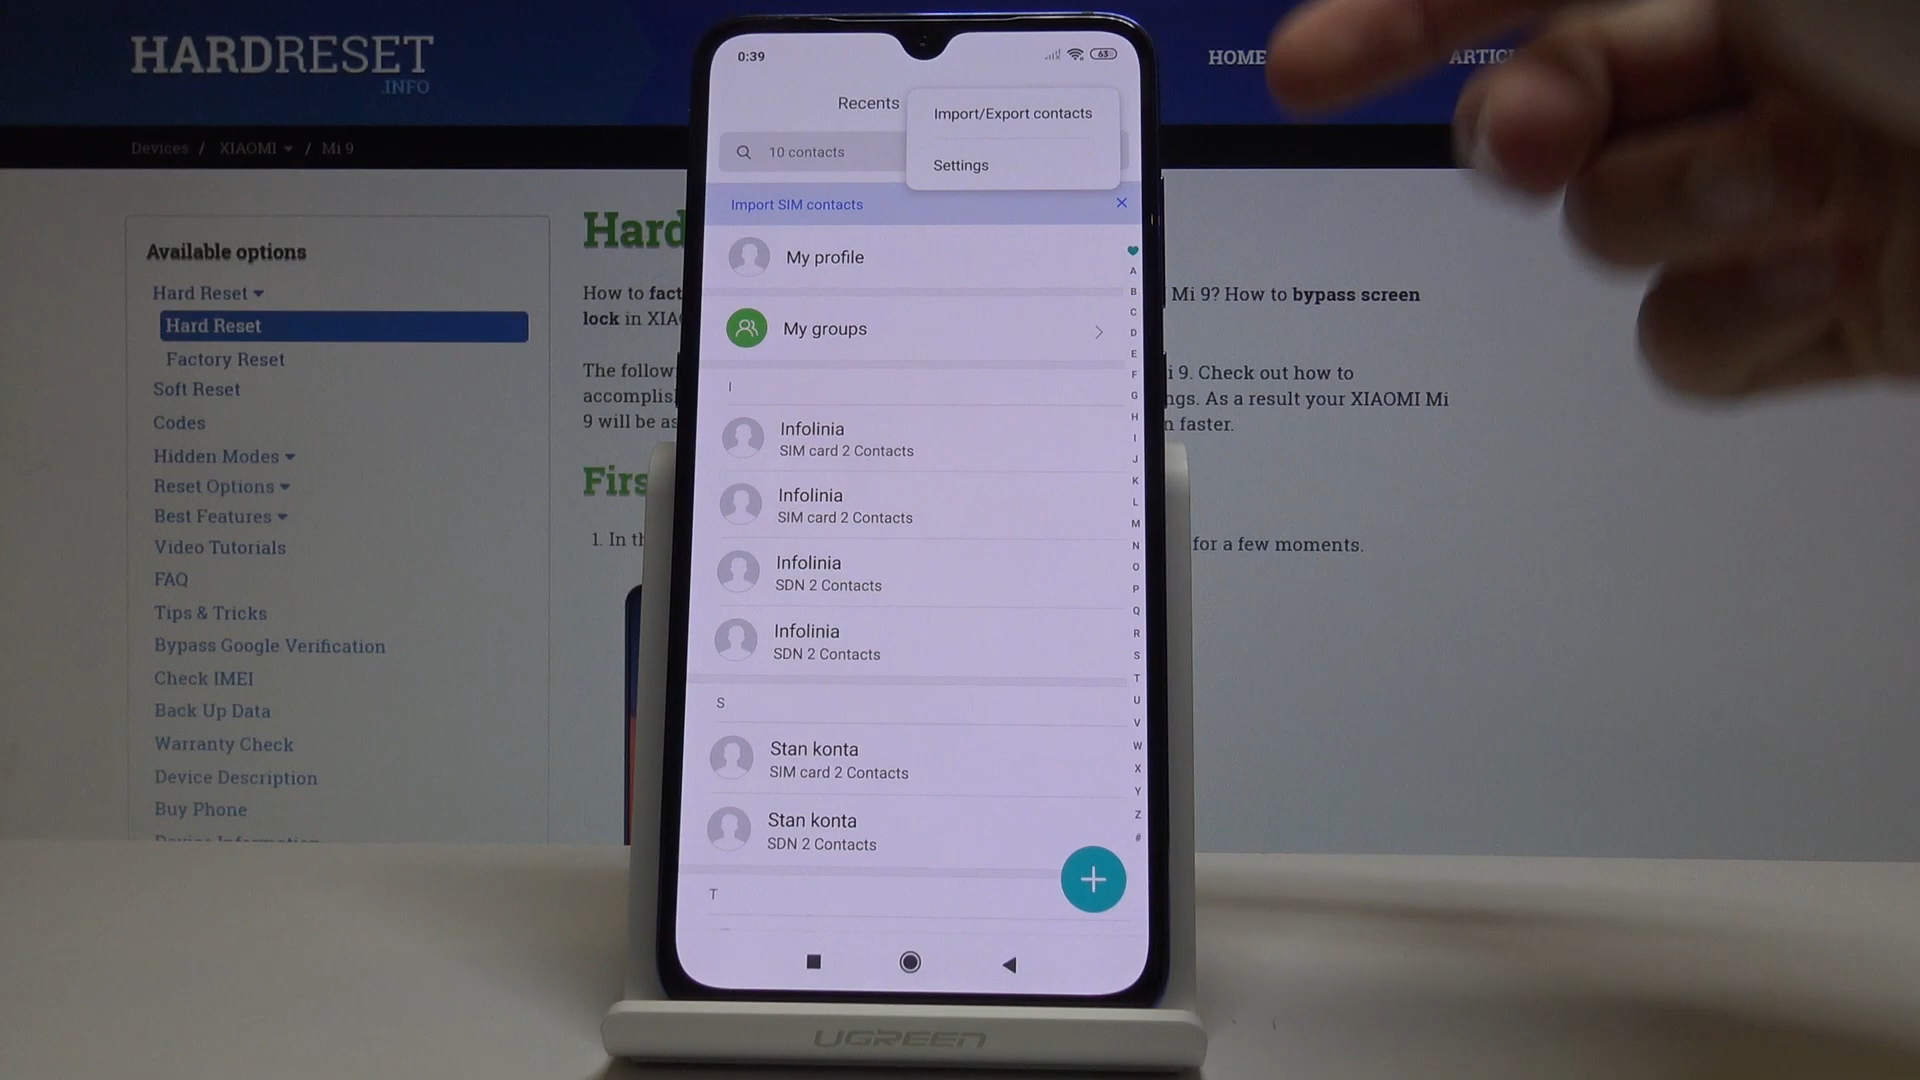 HARDRESET
.INFO
HOME
Devices / XIAOMI / Mi 9
Available options
Hard Reset
Hard Reset
Factory Reset
Soft Reset
Codes
Hidden Modes
Reset Options
Best Features
Video Tutorials
FAQ
Tips & Tricks
Bypass Google Verification
Check IMEI
Back Up Data
Warranty Check
Device Description
Buy Phone
Hard
How to fact
Mi 9? How to bypass screen
lock in XIA
The follow
i 9. Check out how to
accomplis
ngs. As a result your XIAOMI Mi
9 will be as
n faster.
Firs
1. In th
for a few moments.
0:39
63
Recents
Import/Export contacts
Settings
10 contacts
Import SIM contacts
My profile
My groups
I
Infolinia
SIM card 2 Contacts
Infolinia
SIM card 2 Contacts
Infolinia
SDN 2 Contacts
Infolinia
SDN 2 Contacts
S
Stan konta
SIM card 2 Contacts
Stan konta
SDN 2 Contacts
T
A
B
C
D
E
F
G
H
I
J
K
L
M
N
O
P
Q
R
S
T
U
V
W
X
Y
Z
#
UGREEN